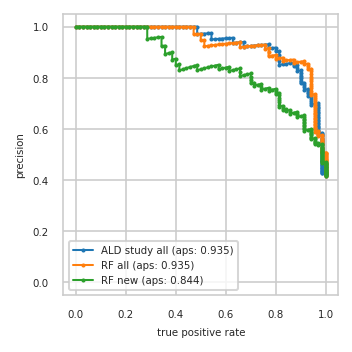 1.0
0.8
0.6
0.4
0.2
0.0
precision
ALD study all (aps: 0.935)
RF all (aps: 0.935)
RF new (aps: 0.844)
0.0 0.2 0.4 0.6 0.8 1.0
true positive rate